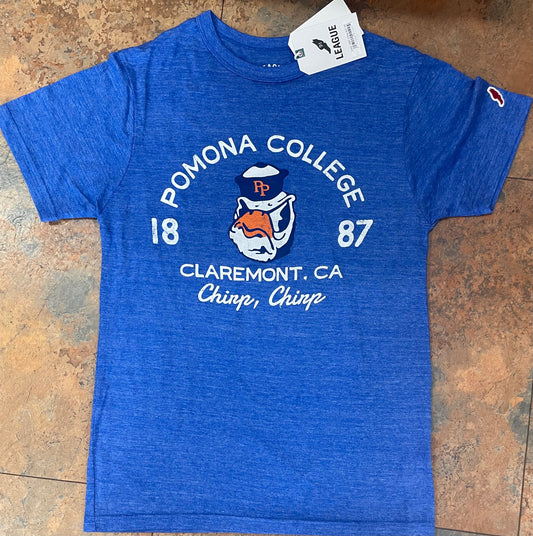 LEAGUE
POMONA COLLEGE
PP
18 87
CLAREMONT, CA
Chirp, Chirp